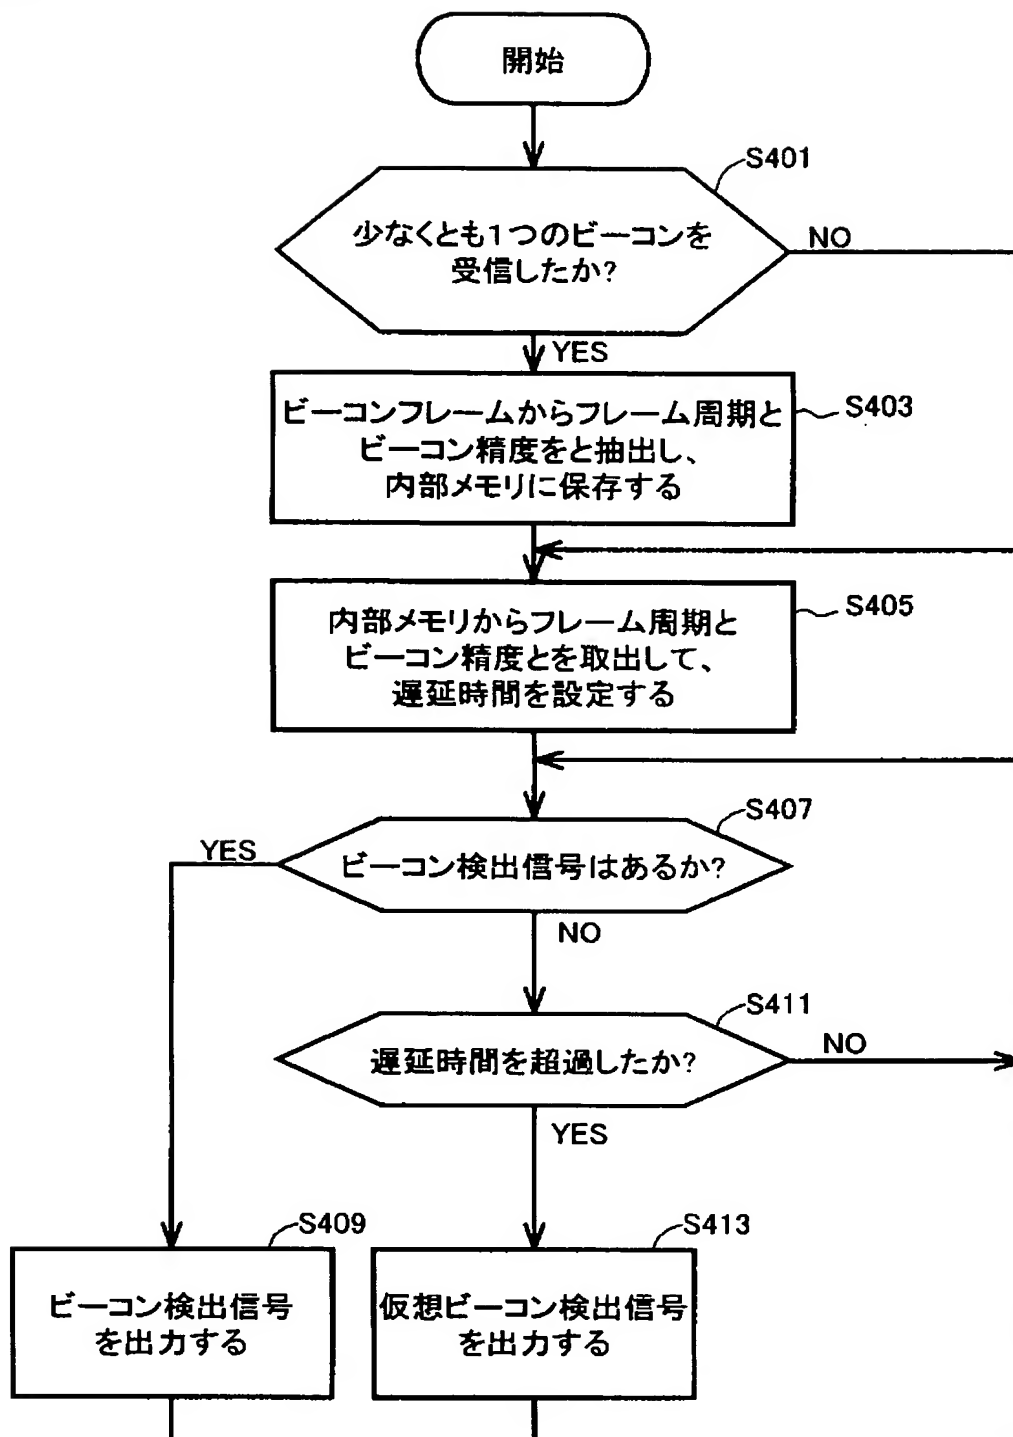 開始
S401
少なくとも1つのビーコンを
受信したか?
NO
YES
ビーコンフレームからフレーム周期と
ビーコン精度をと抽出し、
内部メモリに保存する
S403
内部メモリからフレーム周期と
ビーコン精度とを取出して、
遅延時間を設定する
S405
S407
YES
ビーコン検出信号はあるか?
NO
S411
遅延時間を超過したか?
NO
YES
S409
ビーコン検出信号
を出力する
S413
仮想ビーコン検出信号
を出力する